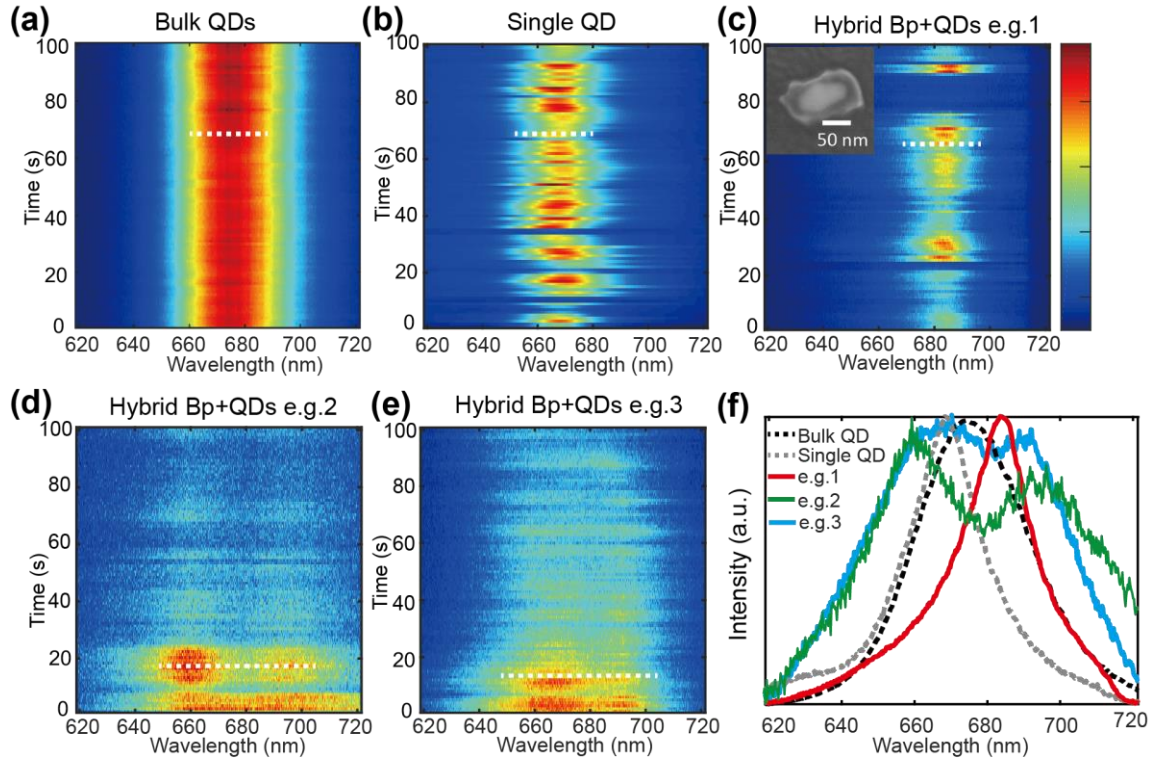 (a) Bulk QDs
(b) Single QD
(c) Hybrid Bp+QDs e.g.1
Time (s)
100
80
60
40
20
0
620 640 660 680 700 720
Wavelength (nm)
Time (s)
100
80
60
40
20
0
620 640 660 680 700 720
Wavelength (nm)
50 nm
Time (s)
100
80
60
40
20
0
620 640 660 680 700 720
Wavelength (nm)
(d) Hybrid Bp+QDs e.g.2
(e) Hybrid Bp+QDs e.g.3
(f)
Time (s)
100
80
60
40
20
0
620 640 660 680 700 720
Wavelength (nm)
Time (s)
100
80
60
40
20
0
620 640 660 680 700 720
Wavelength (nm)
Bulk QD
Single QD
e.g.1
e.g.2
e.g.3
Intensity (a.u.)
620 640 660 680 700 720
Wavelength (nm)